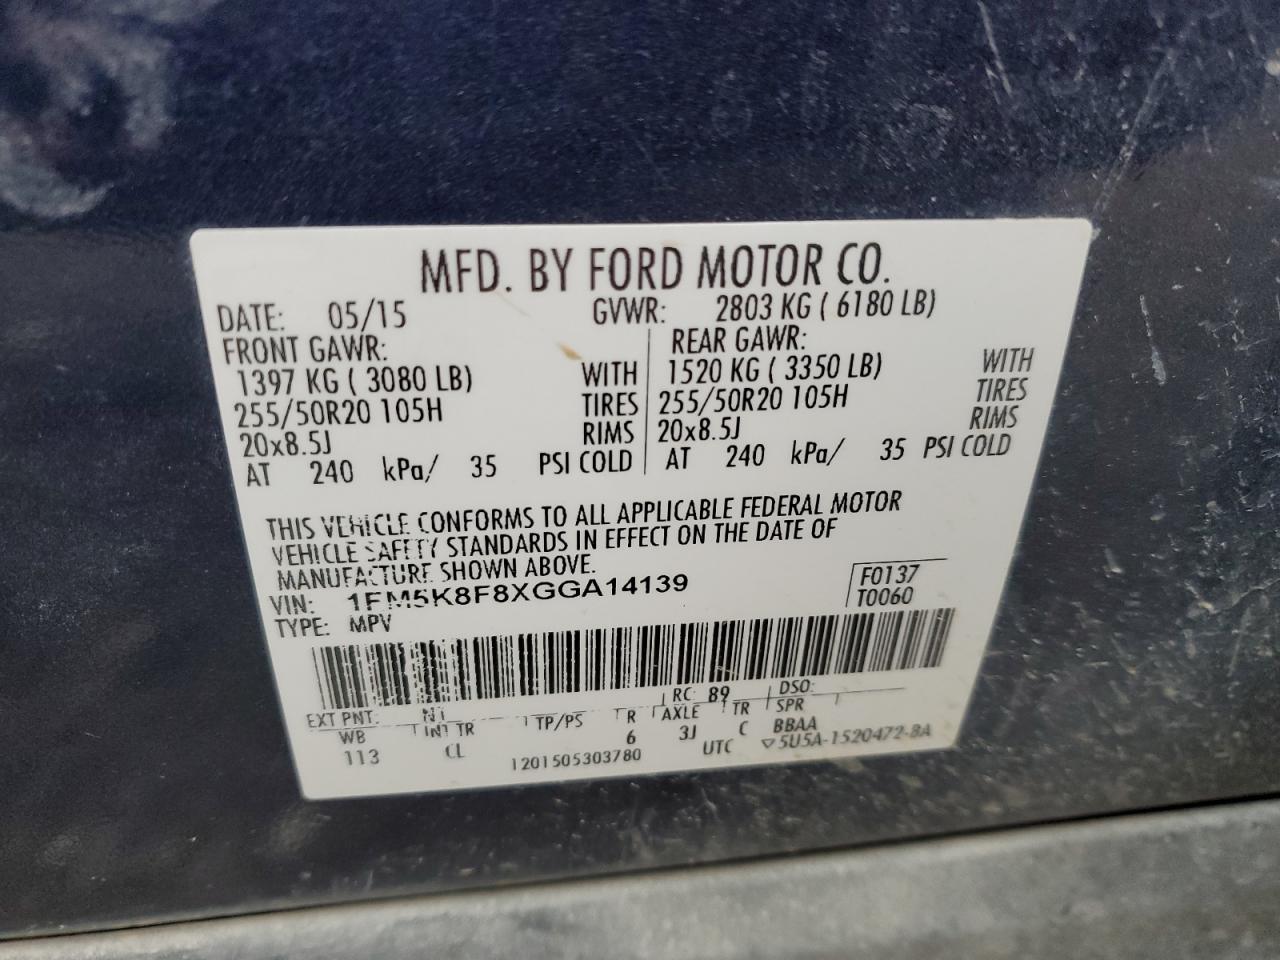 MFD. BY FORD MOTOR CO.
DATE: 05/15 GVWR: 2803 KG ( 6180 LB)
FRONT GAWR: REAR GAWR:
1397 KG ( 3080 LB) WITH 1520 KG ( 3350 LB) WITH
255/50R20 105H TIRES 255/50R20 105H TIRES
20x8.5J RIMS 20x8.5J RIMS
AT 240 kPa/ 35 PSI COLD AT 240 kPa/ 35 PSI COLD
THIS VEHICLE CONFORMS TO ALL APPLICABLE FEDERAL MOTOR
VEHICLE SAFETY STANDARDS IN EFFECT ON THE DATE OF
MANUFACTURE SHOWN ABOVE.
VIN: 1FM5K8F8XGGA14139 F0137
TYPE: MPV T0060
EXT PNT: N1 RC: 89 DSO:
WB INT TR TP/PS R AXLE TR SPR
113 CL 6 3J C BBAA
1201505303780 UTC ▽5U5A-1520472-BA